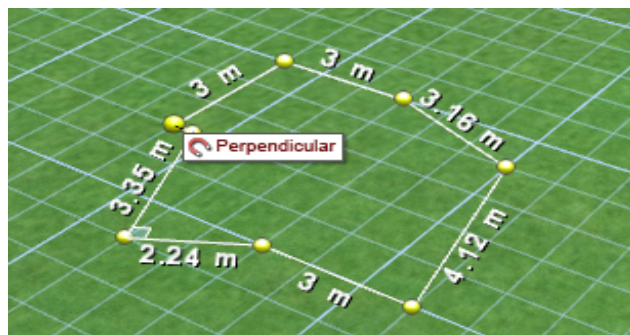 3 m
3 m
3.16 m
Perpendicular
3.35 m
2.24 m
4.12 m
3 m